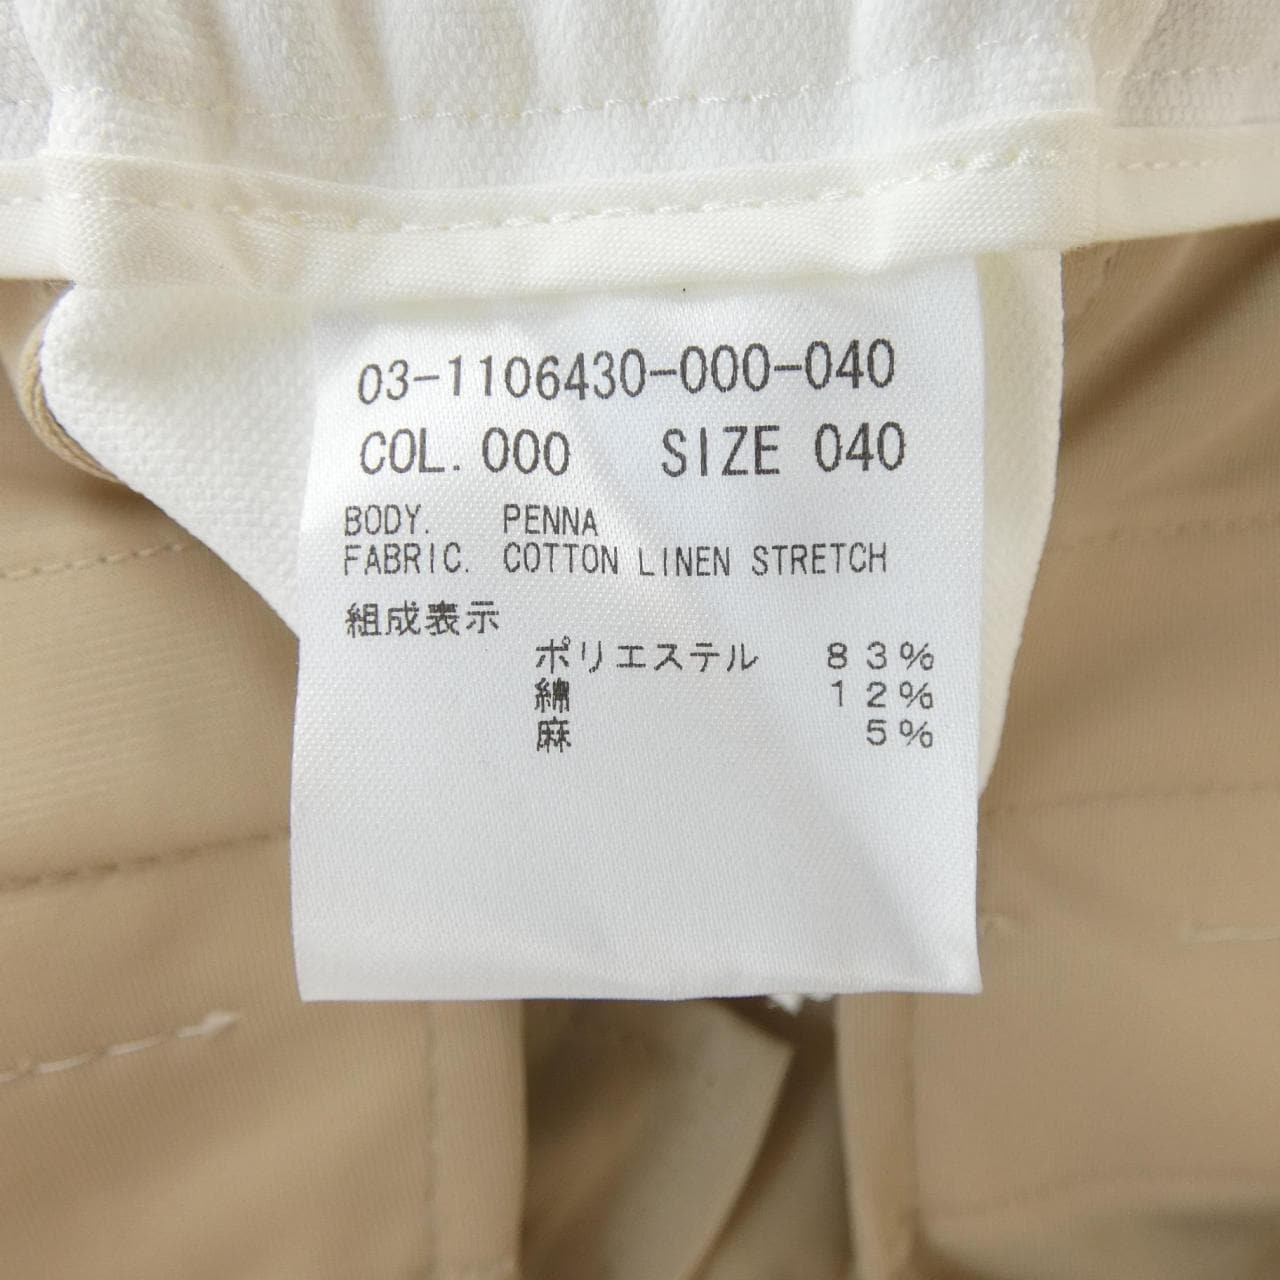 03-1106430-000-040
COL. 000 SIZE 040
BODY. PENNA
FABRIC. COTTON LINEN STRETCH
組成表示
ポリエステル 83%
綿 12%
麻 5%